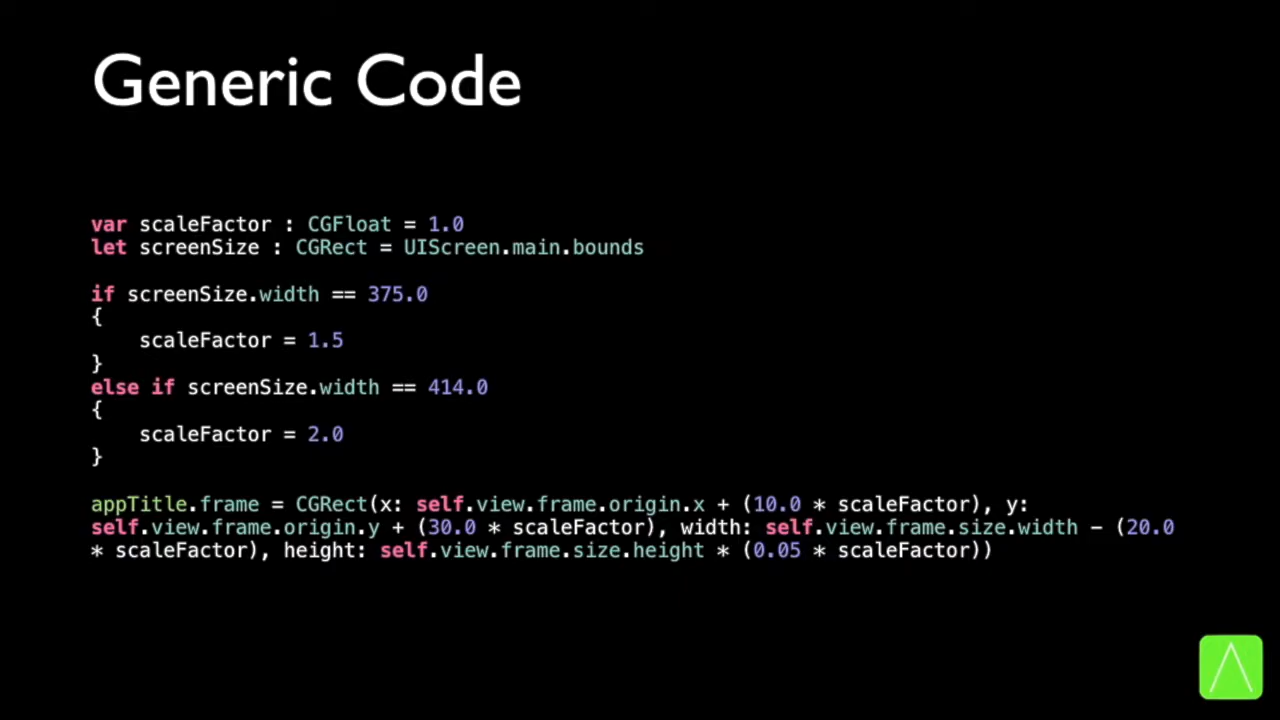 Generic Code
var scaleFactor : CGFloat = 1.0
let screenSize : CGRect = UIScreen.main.bounds
if screenSize.width == 375.0
{
    scaleFactor = 1.5
}
else if screenSize.width == 414.0
{
    scaleFactor = 2.0
}
appTitle.frame = CGRect(x: self.view.frame.origin.x + (10.0 * scaleFactor), y:
self.view.frame.origin.y + (30.0 * scaleFactor), width: self.view.frame.size.width - (20.0
* scaleFactor), height: self.view.frame.size.height * (0.05 * scaleFactor))